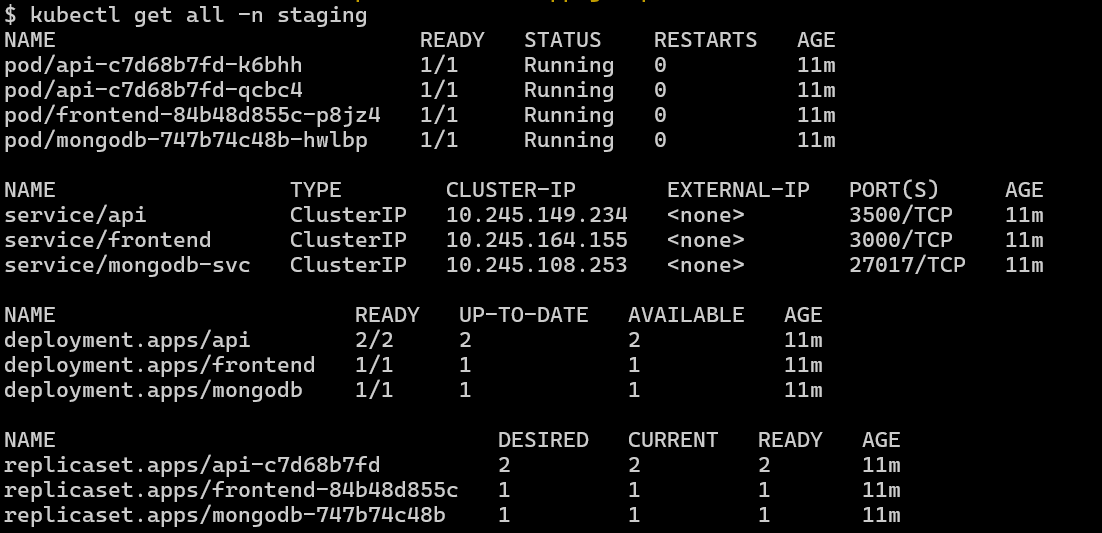 $ kubectl get all -n staging
NAME READY STATUS RESTARTS AGE
pod/api-c7d68b7fd-k6bhh 1/1 Running 0 11m
pod/api-c7d68b7fd-qcbc4 1/1 Running 0 11m
pod/frontend-84b48d855c-p8jz4 1/1 Running 0 11m
pod/mongodb-747b74c48b-hwlbp 1/1 Running 0 11m

NAME TYPE CLUSTER-IP EXTERNAL-IP PORT(S) AGE
service/api ClusterIP 10.245.149.234 <none> 3500/TCP 11m
service/frontend ClusterIP 10.245.164.155 <none> 3000/TCP 11m
service/mongodb-svc ClusterIP 10.245.108.253 <none> 27017/TCP 11m

NAME READY UP-TO-DATE AVAILABLE AGE
deployment.apps/api 2/2 2 2 11m
deployment.apps/frontend 1/1 1 1 11m
deployment.apps/mongodb 1/1 1 1 11m

NAME DESIRED CURRENT READY AGE
replicaset.apps/api-c7d68b7fd 2 2 2 11m
replicaset.apps/frontend-84b48d855c 1 1 1 11m
replicaset.apps/mongodb-747b74c48b 1 1 1 11m